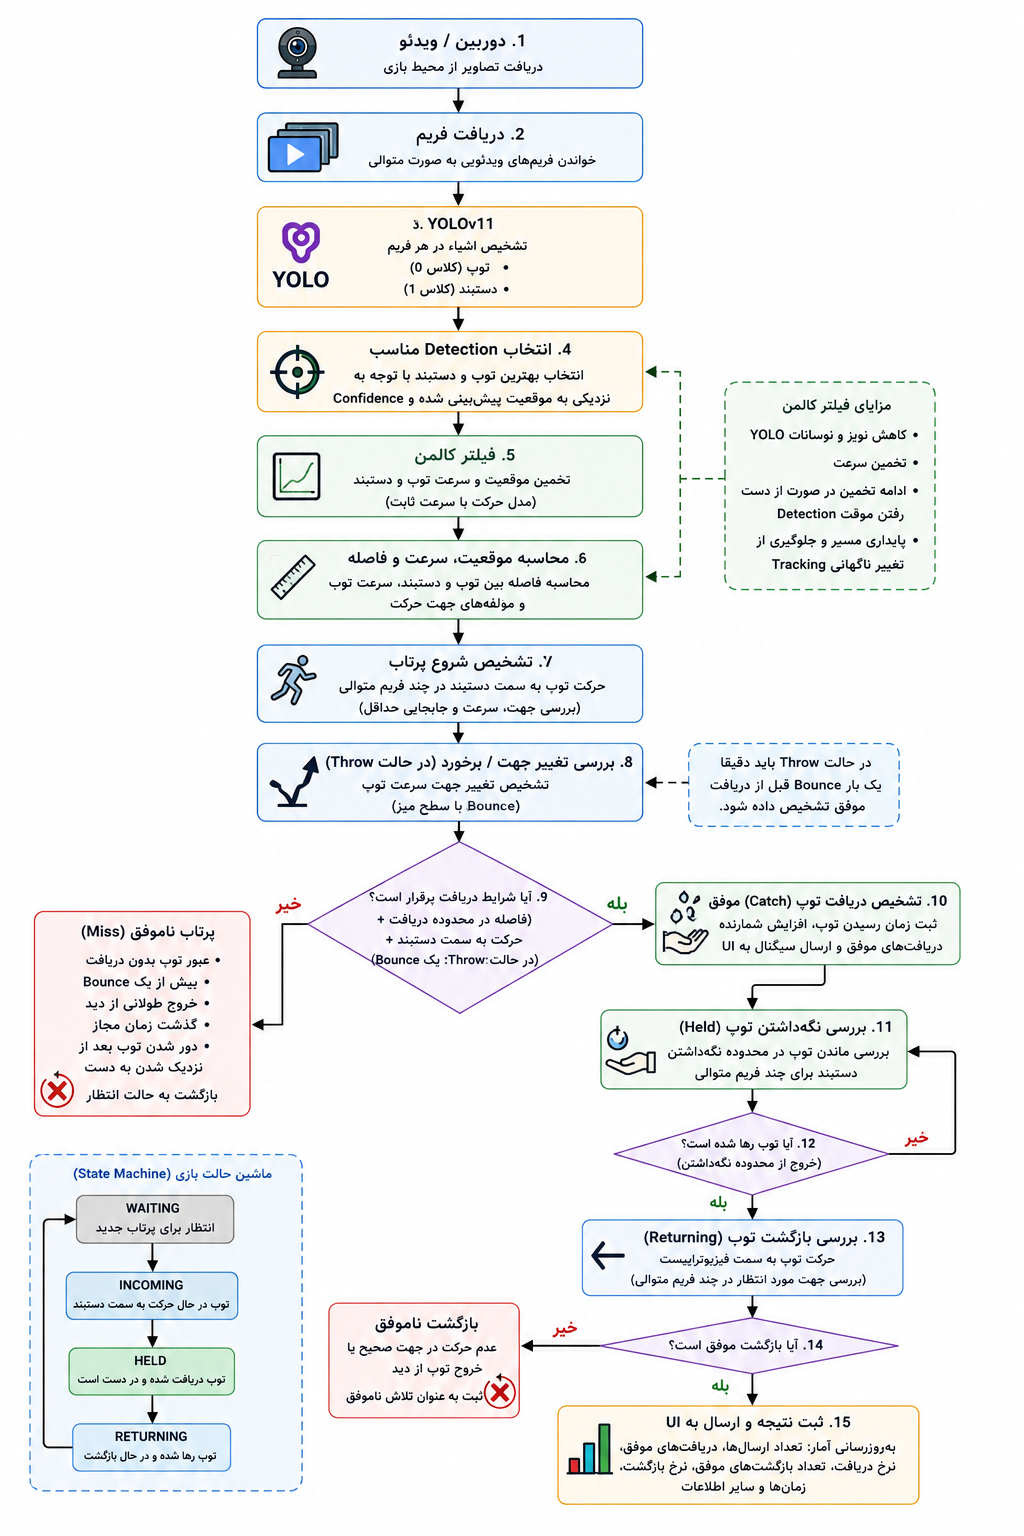 1. دوربین / ویدئو
دریافت تصاویر از محیط بازی
2. دریافت فریم
خواندن فریم‌های ویدئویی به صورت متوالی
YOLO
YOLOv11
تشخیص اشیاء در هر فریم
• توپ (کلاس 0)
• دستبند (کلاس 1)
4. انتخاب Detection مناسب
انتخاب بهترین توپ و دستبند با توجه به
نزدیکی به موقعیت پیش‌بینی شده و Confidence
5. فیلتر کالمن
تخمین موقعیت و سرعت توپ و دستبند
(مدل حرکت با سرعت ثابت)
6. محاسبه موقعیت، سرعت و فاصله
محاسبه فاصله بین توپ و دستبند، سرعت توپ
و مولفه‌های جهت حرکت
مزایای فیلتر کالمن
• کاهش نویز و نوسانات YOLO
• تخمین سرعت
• ادامه تخمین در صورت از دست
رفتن موقت Detection
• پایداری مسیر و جلوگیری از
تغییر ناگهانی Tracking
۷. تشخیص شروع پرتاب
حرکت توپ به سمت دستبند در چند فریم متوالی
(بررسی جهت، سرعت و جابجایی حداقل)
8. بررسی تغییر جهت / برخورد (در حالت Throw)
تشخیص تغییر جهت سرعت توپ
(Bounce با سطح میز)
در حالت Throw باید دقیقا
یک بار Bounce قبل از دریافت
موفق تشخیص داده شود.
9. آیا شرایط دریافت پرقرار است؟
(فاصله در محدوده دریافت +
حرکت به سمت دستبند +
(در حالت Throw: یک Bounce)
خیر
بله
پرتاب ناموفق (Miss)
• عبور توپ بدون دریافت
• بیش از یک Bounce
• خروج طولانی از دید
• گذشت زمان مجاز
• دور شدن توپ بعد از
نزدیک شدن به دست
بازگشت به حالت انتظار
10. تشخیص دریافت توپ (Catch) موفق
ثبت زمان رسیدن توپ، افزایش شمارنده
دریافت‌های موفق و ارسال سیگنال به UI
11. بررسی نگه‌داشتن توپ (Held)
بررسی ماندن توپ در محدوده نگه‌داشتن
دستبند برای چند فریم متوالی
12. آیا توپ رها شده است؟
(خروج از محدوده نگه‌داشتن)
خیر
بله
13. بررسی بازگشت توپ (Returning)
حرکت توپ به سمت فیزیوتراپیست
(بررسی جهت مورد انتظار در چند فریم متوالی)
14. آیا بازگشت موفق است؟
خیر
بله
بازگشت ناموفق
عدم حرکت در جهت صحیح یا
خروج توپ از دید
ثبت به عنوان تلاش ناموفق
15. ثبت نتیجه و ارسال به UI
به‌روزرسانی آمار: تعداد ارسال‌ها، دریافت‌های موفق،
نرخ دریافت، تعداد بازگشت‌های موفق، نرخ بازگشت،
زمان‌ها و سایر اطلاعات
ماشین حالت بازی (State Machine)
WAITING
انتظار برای پرتاب جدید
INCOMING
توپ در حال حرکت به سمت دستبند
HELD
توپ دریافت شده و در دست است
RETURNING
توپ رها شده و در حال بازگشت